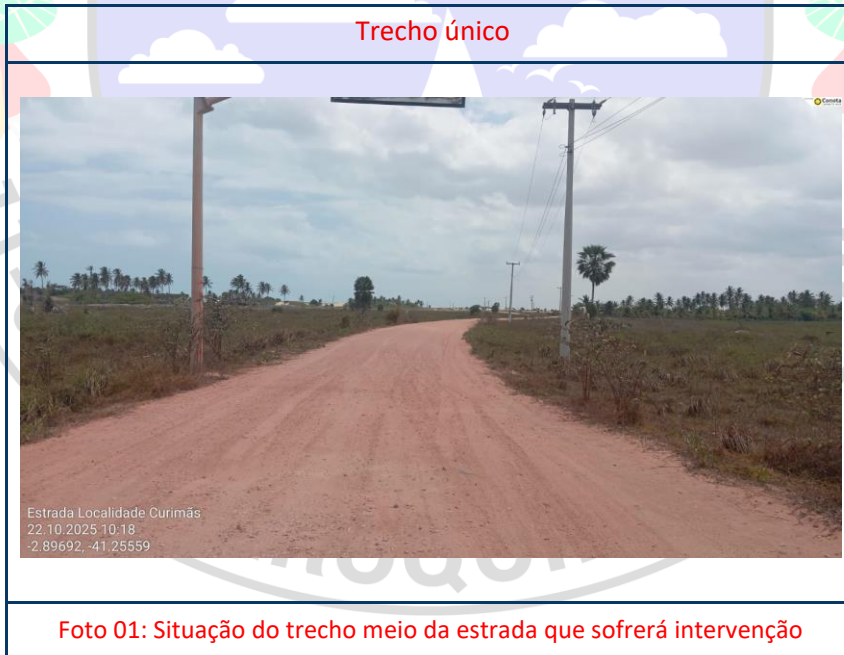 Trecho único
Coneta
Estrada Localidade Curimãs
22.10.2025 10:18
-2.89692, -41.25559
Foto 01: Situação do trecho meio da estrada que sofrerá intervenção